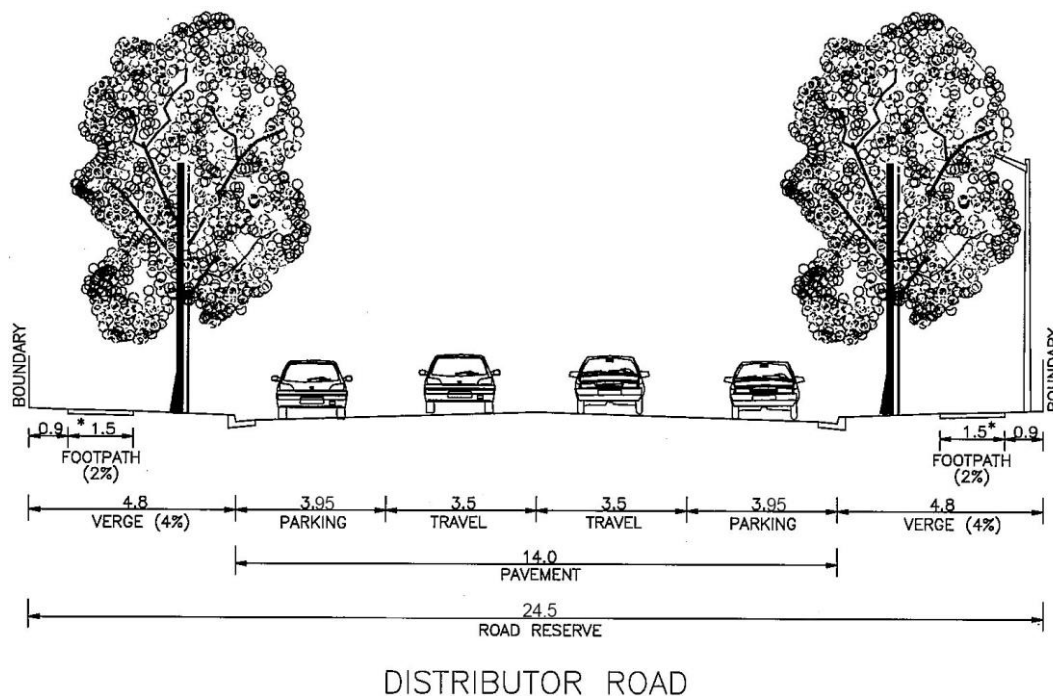 BOUNDARY
BOUNDARY
0.9 * 1.5
1.5* 0.9
FOOTPATH
(2%)
FOOTPATH
(2%)
4.8 3.95 3.5 3.5 3.95 4.8
VERGE (4%) PARKING TRAVEL TRAVEL PARKING VERGE (4%)
14.0
PAVEMENT
24.5
ROAD RESERVE
DISTRIBUTOR ROAD